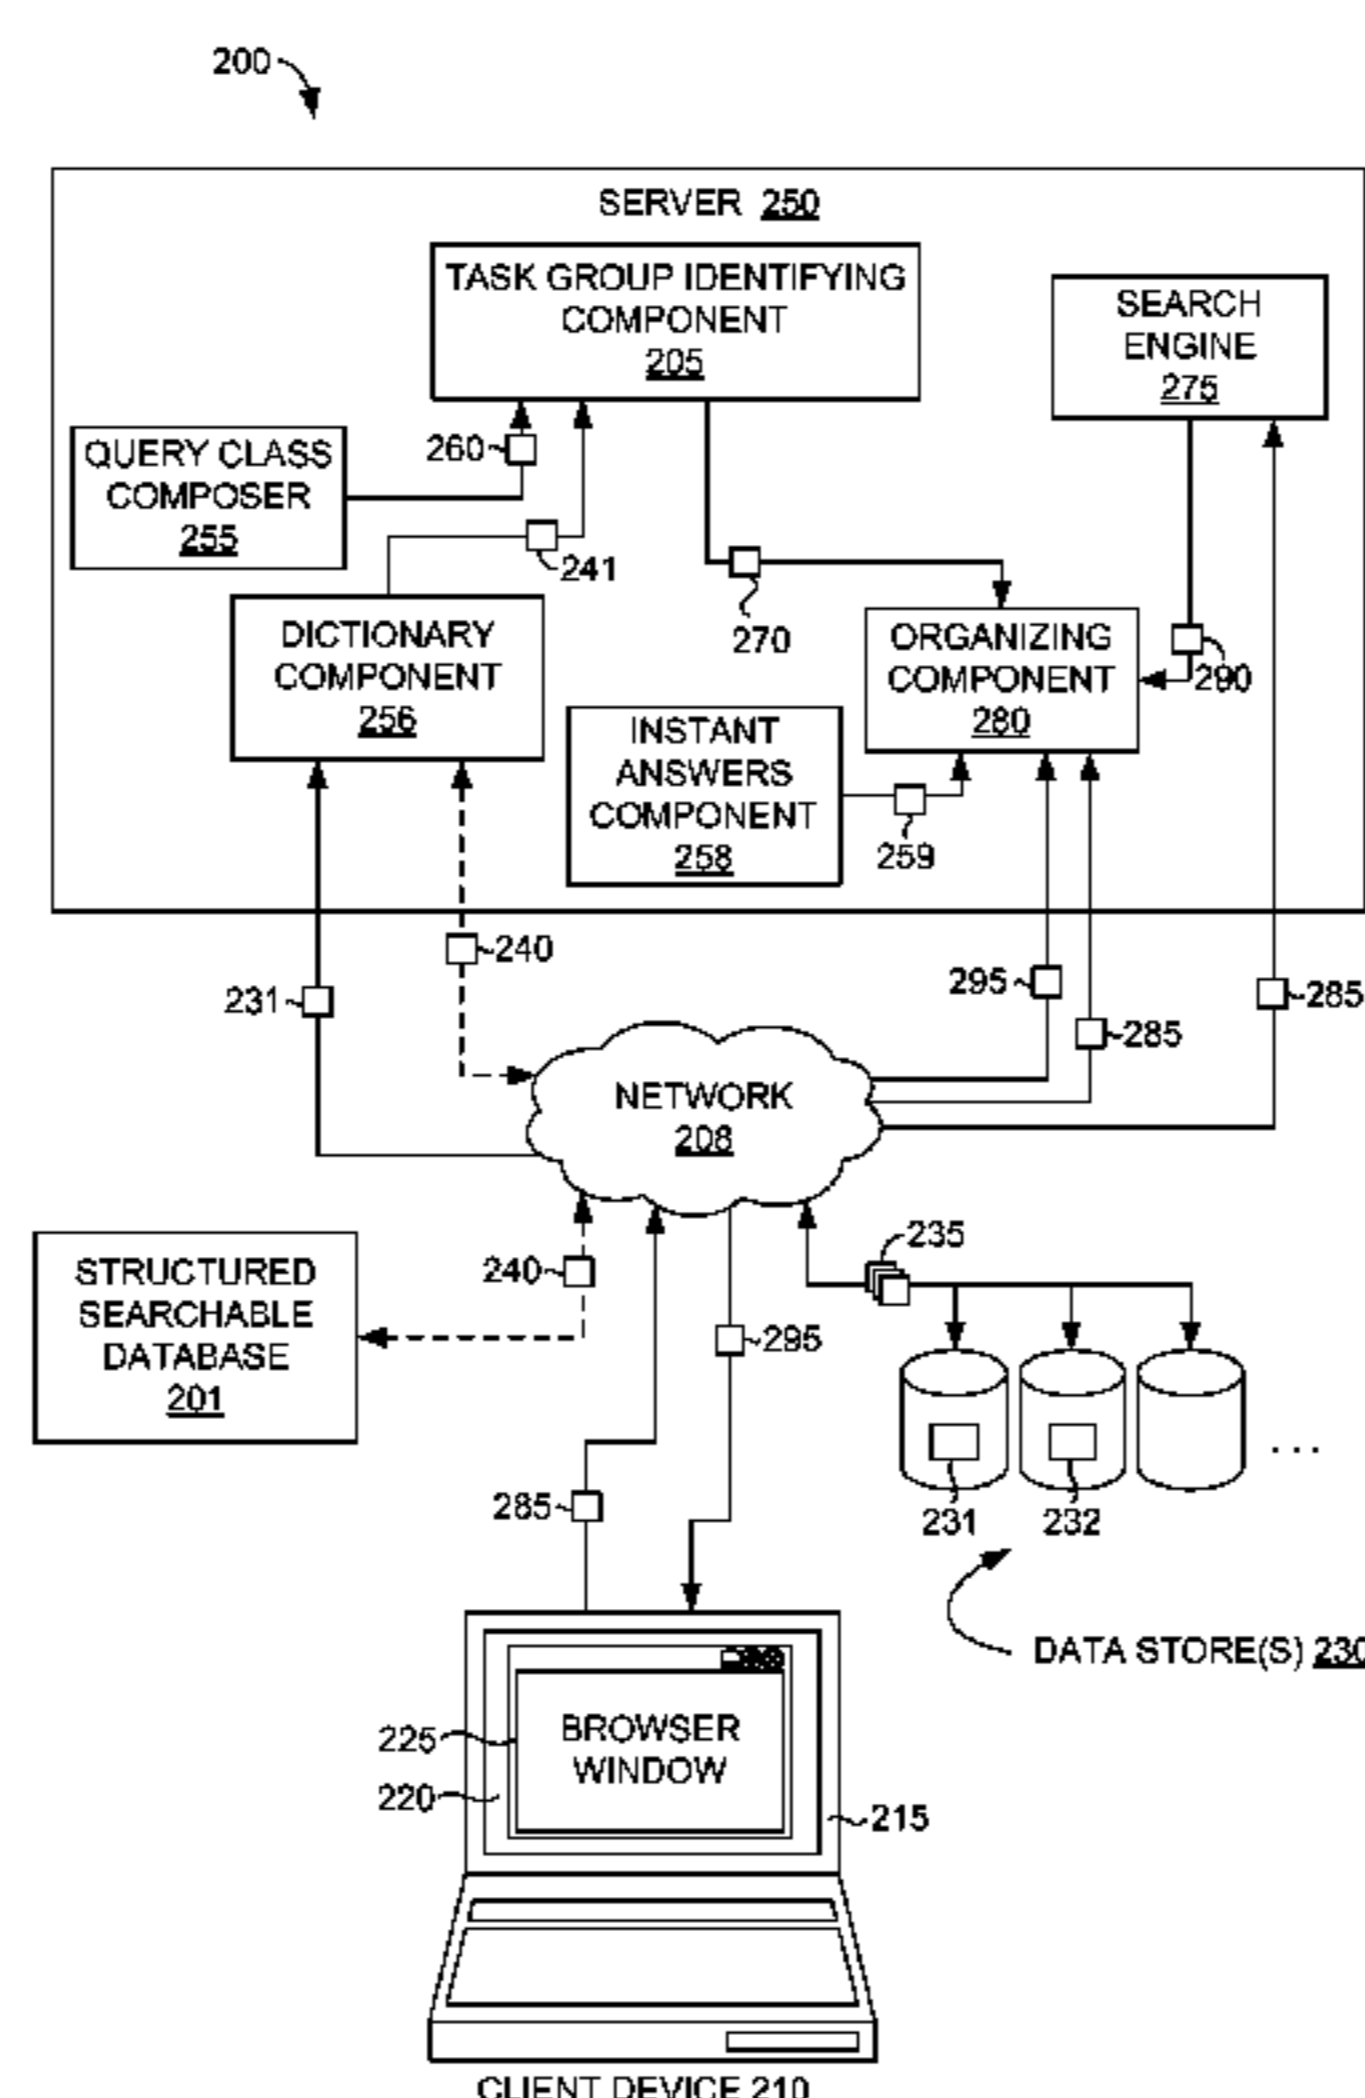 200
SERVER 250
TASK GROUP IDENTIFYING
COMPONENT
205
SEARCH
ENGINE
275
QUERY CLASS
COMPOSER
255
260
241
270
290
DICTIONARY
COMPONENT
256
ORGANIZING
COMPONENT
280
INSTANT
ANSWERS
COMPONENT
258
259
240
231
295
285
285
NETWORK
208
STRUCTURED
SEARCHABLE
DATABASE
201
240
235
295
285
231
232
DATA STORE(S) 230
BROWSER
WINDOW
225
220
215
CLIENT DEVICE 210